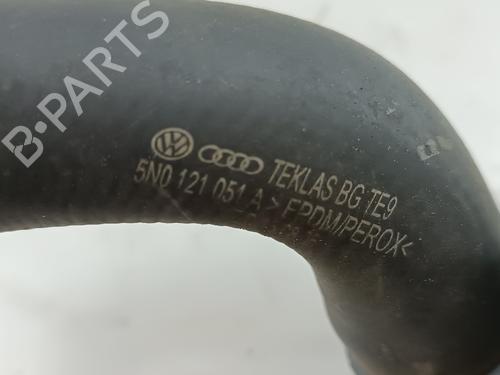 B-PARTS
TEKLAS BG TE9
5N0 121 051 A >EPDM/PEROX<